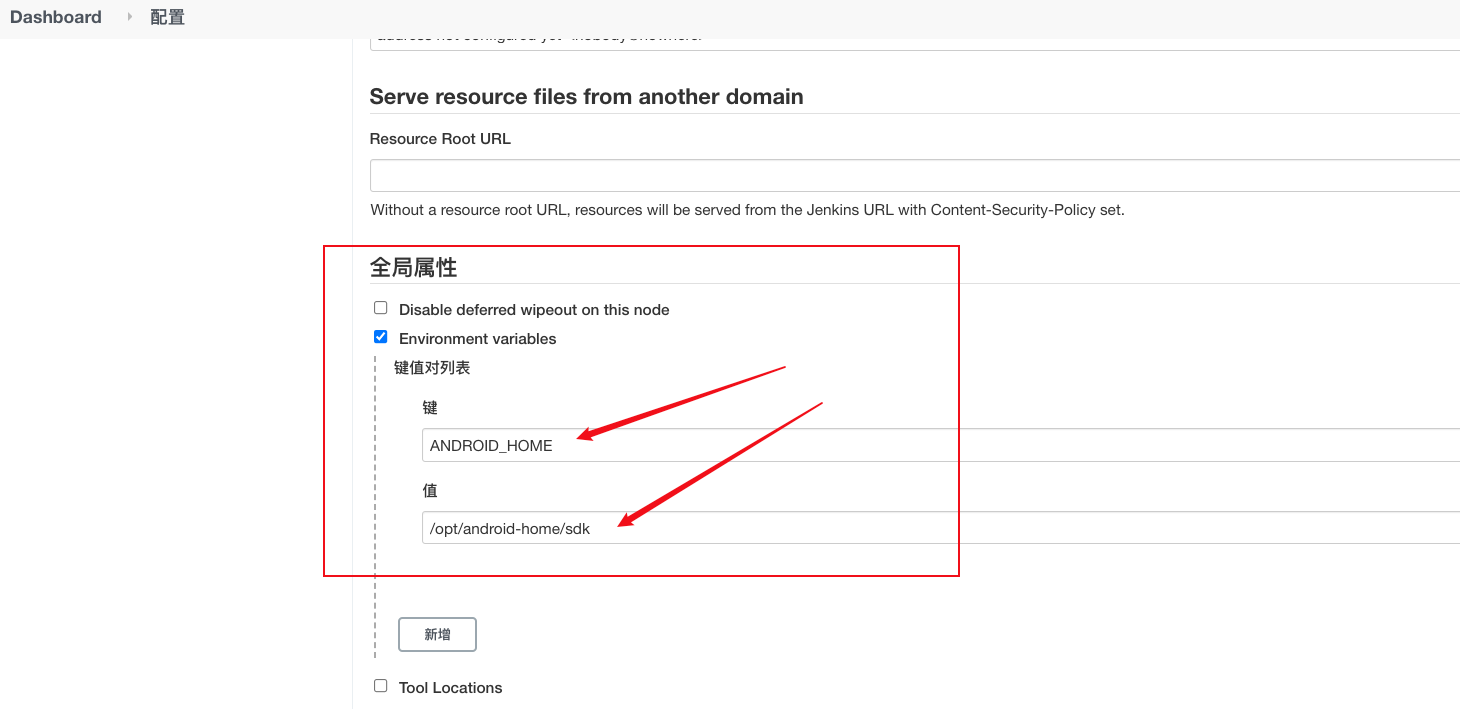 Dashboard 配置
Serve resource files from another domain
Resource Root URL
Without a resource root URL, resources will be served from the Jenkins URL with Content-Security-Policy set.
全局属性
Disable deferred wipeout on this node
Environment variables
键值对列表
键
ANDROID_HOME
值
/opt/android-home/sdk
新增
Tool Locations